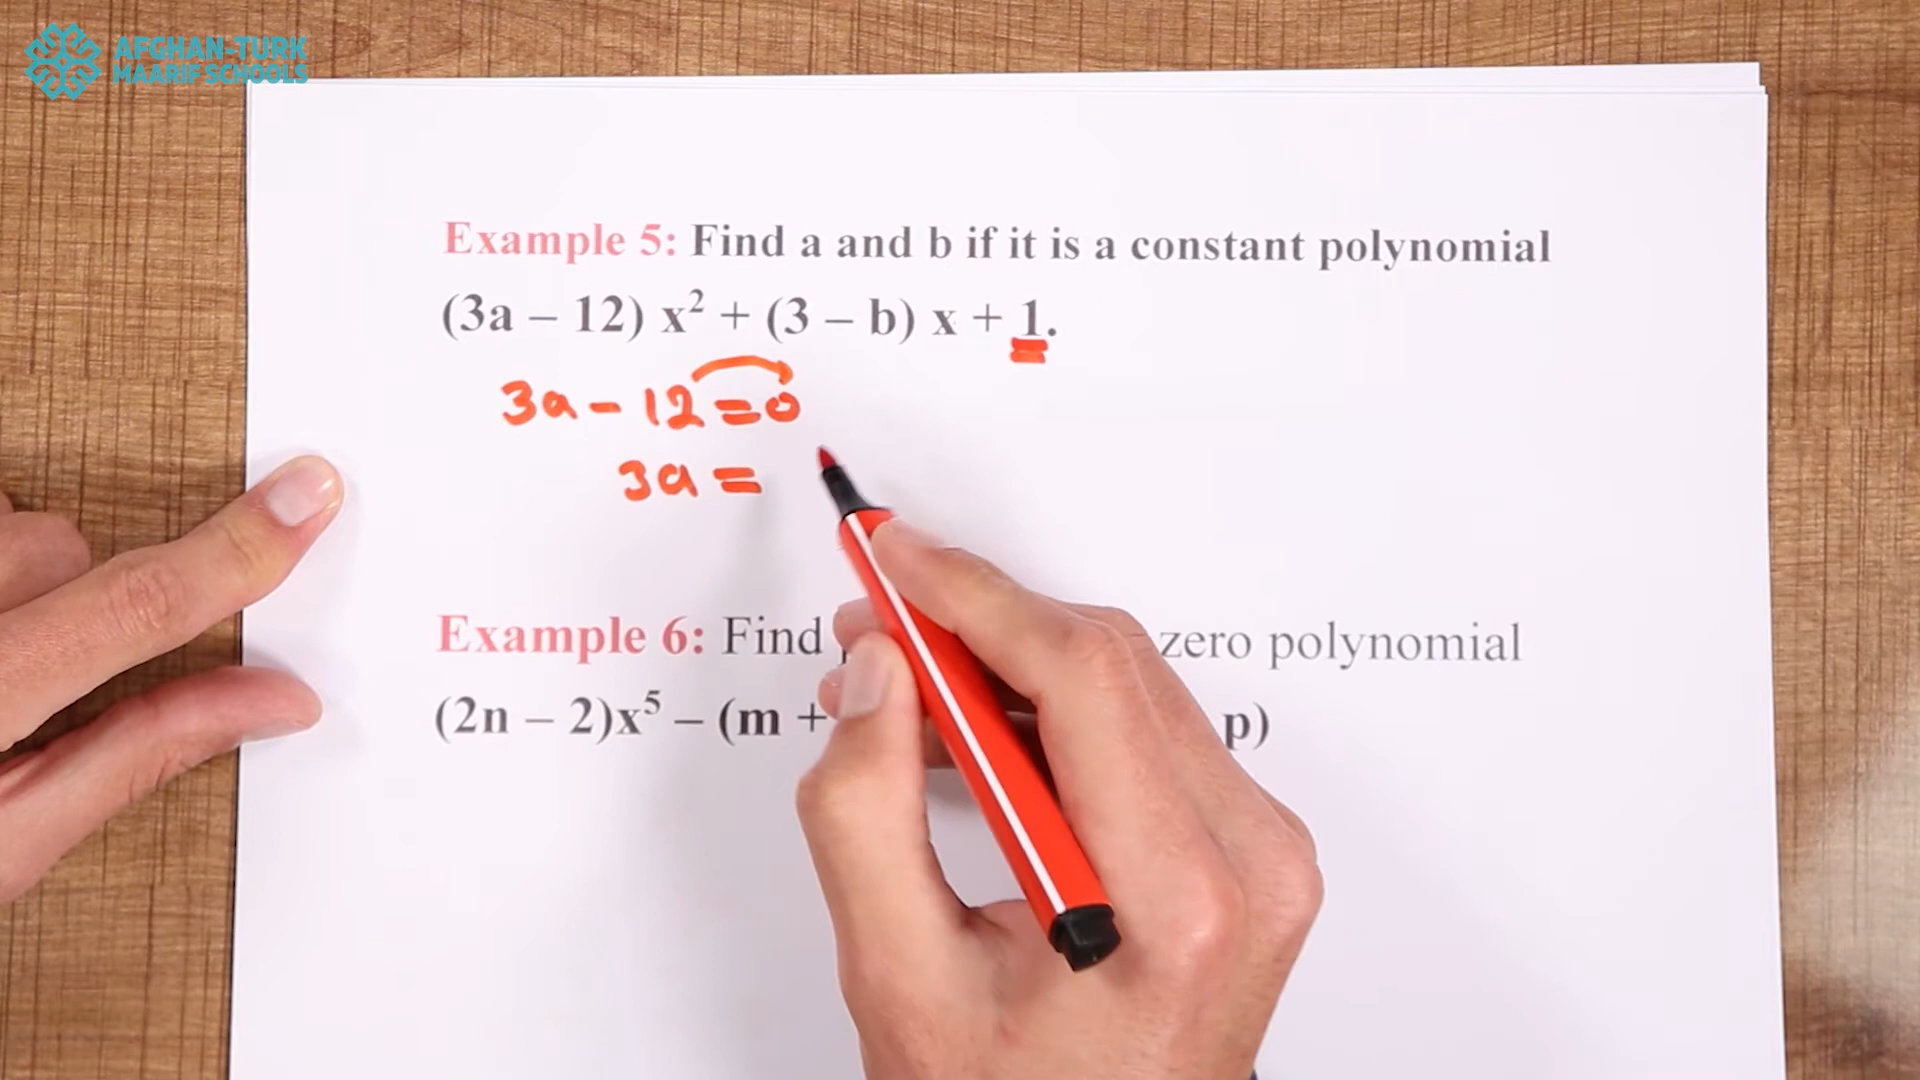 AFGHAN-TURK
MAARIF SCHOOLS
Example 5: Find a and b if it is a constant polynomial
(3a – 12) x² + (3 – b) x + 1.
3a - 12 = 0
3a =
Example 6: Find zero polynomial
(2n – 2)x⁵ – (m + p)